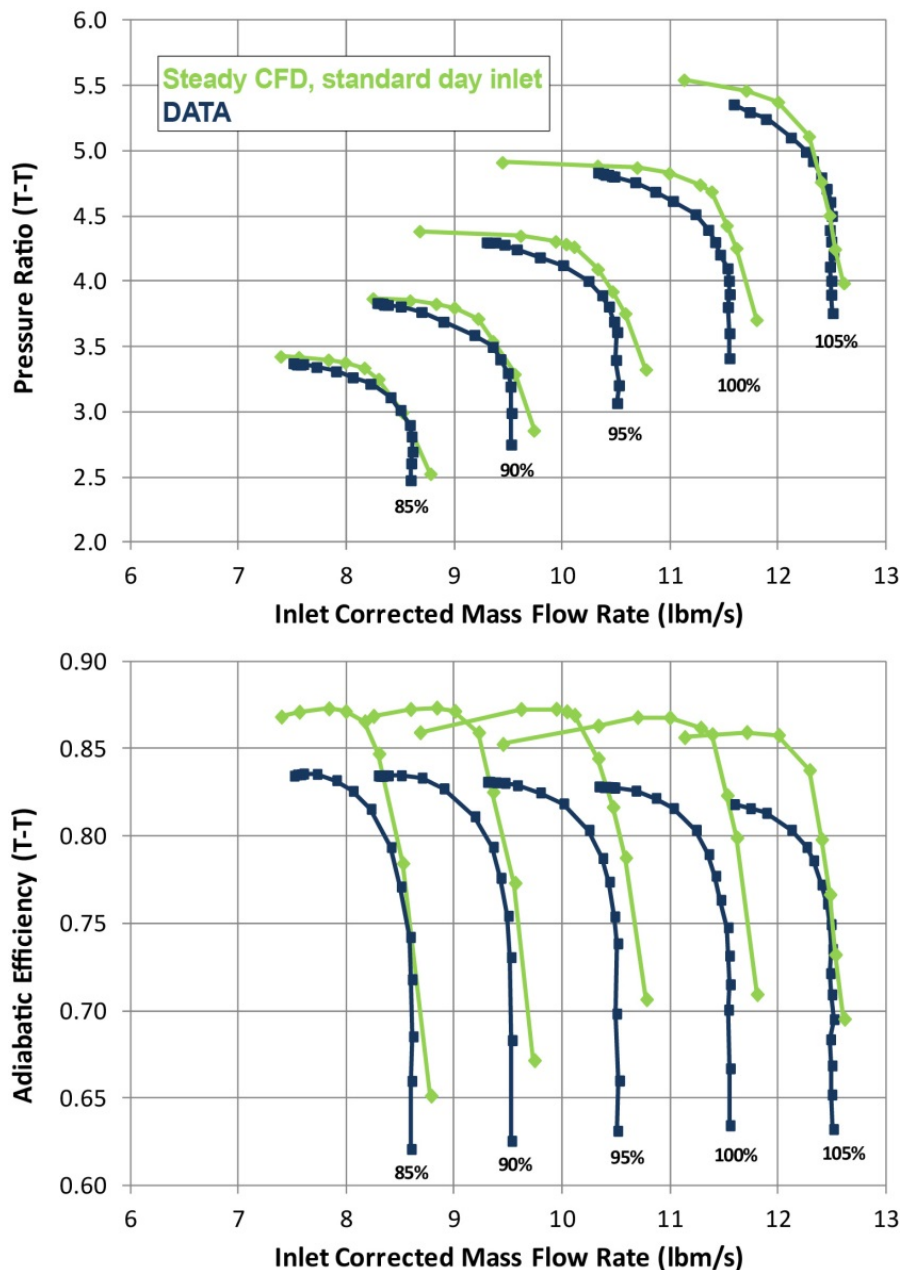 6.0
5.5
5.0
4.5
4.0
3.5
3.0
2.5
2.0
Pressure Ratio (T-T)
Steady CFD, standard day inlet
DATA
105%
100%
95%
90%
85%
6 7 8 9 10 11 12 13
Inlet Corrected Mass Flow Rate (lbm/s)
0.90
0.85
0.80
0.75
0.70
0.65
0.60
Adiabatic Efficiency (T-T)
85% 90% 95% 100% 105%
6 7 8 9 10 11 12 13
Inlet Corrected Mass Flow Rate (lbm/s)